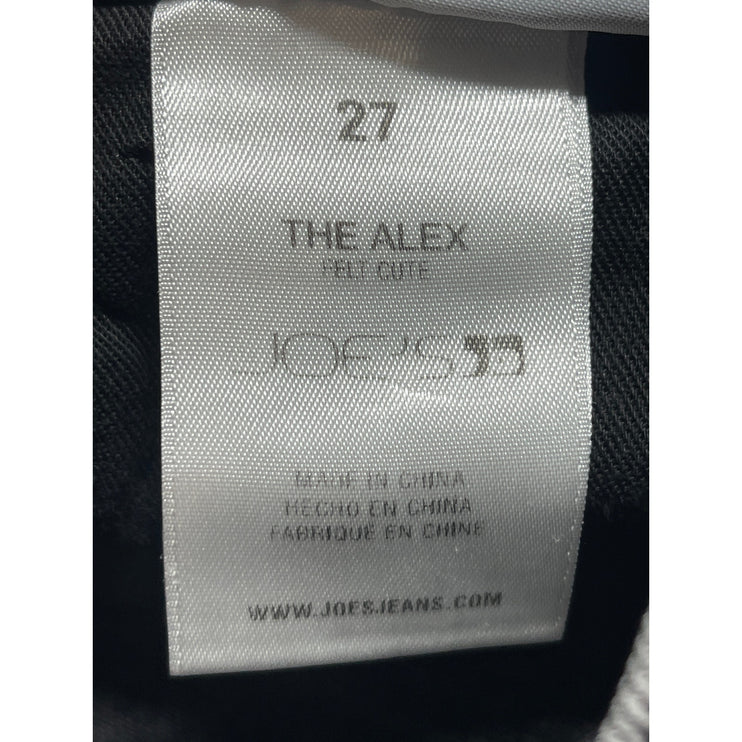 27
THE ALEX
FELT CUTE
JOE'S
MADE IN CHINA
HECHO EN CHINA
FABRIQUÉ EN CHINE
WWW.JOESJEANS.COM